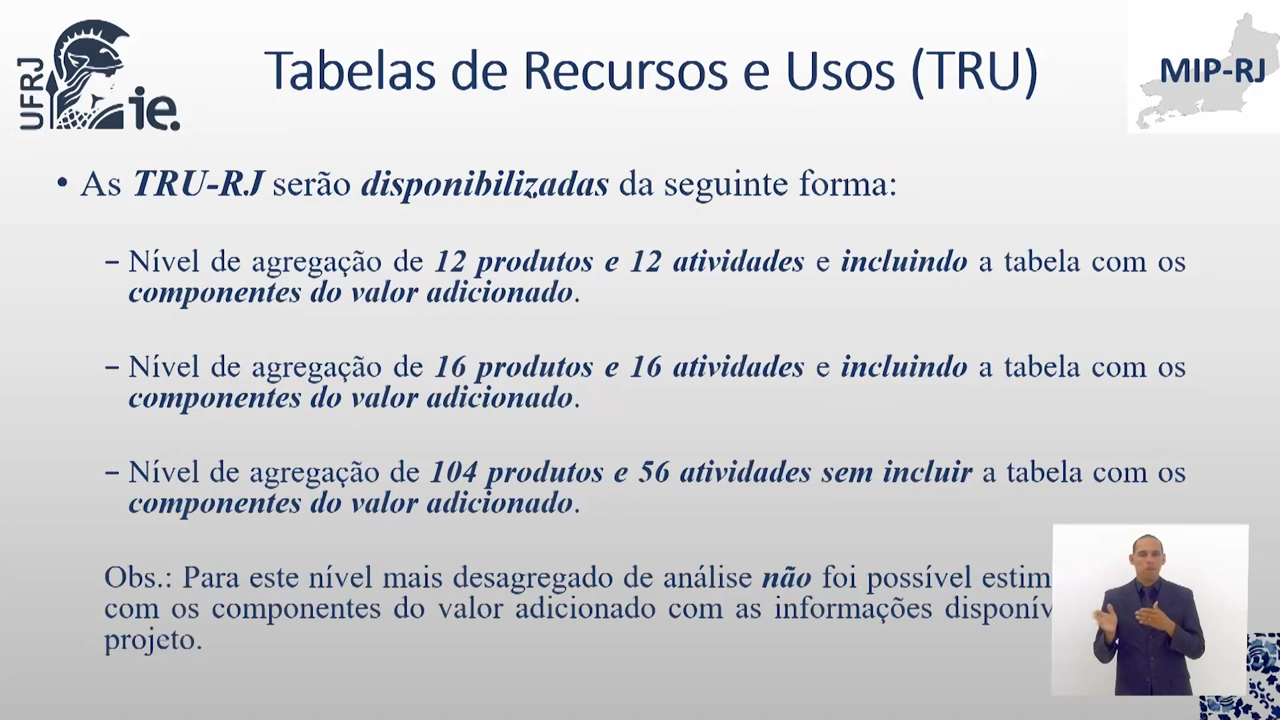 UFRJ
ie.
Tabelas de Recursos e Usos (TRU)
MIP-RJ
• As TRU-RJ serão disponibilizadas da seguinte forma:
– Nível de agregação de 12 produtos e 12 atividades e incluindo a tabela com os
componentes do valor adicionado.
– Nível de agregação de 16 produtos e 16 atividades e incluindo a tabela com os
componentes do valor adicionado.
– Nível de agregação de 104 produtos e 56 atividades sem incluir a tabela com os
componentes do valor adicionado.
Obs.: Para este nível mais desagregado de análise não foi possível
com os componentes do valor adicionado com as informações
projeto.